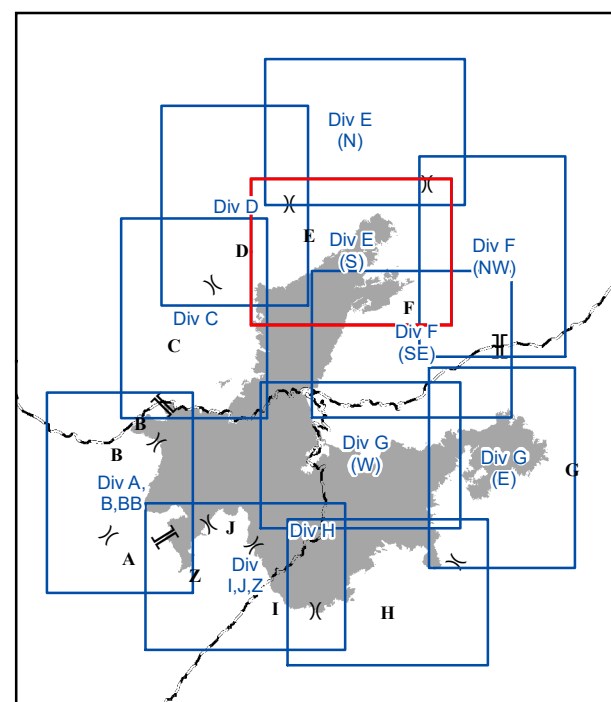 Div E
(N)
Div D
E
D
Div E
(S)
Div F
(NW)
F
Div C
Div F
(SE)
C
B
B
Div G
(W)
Div G
(E)
G
Div A,
B,BB
J
Div H
A
Z
Div
I,J,Z
I
H